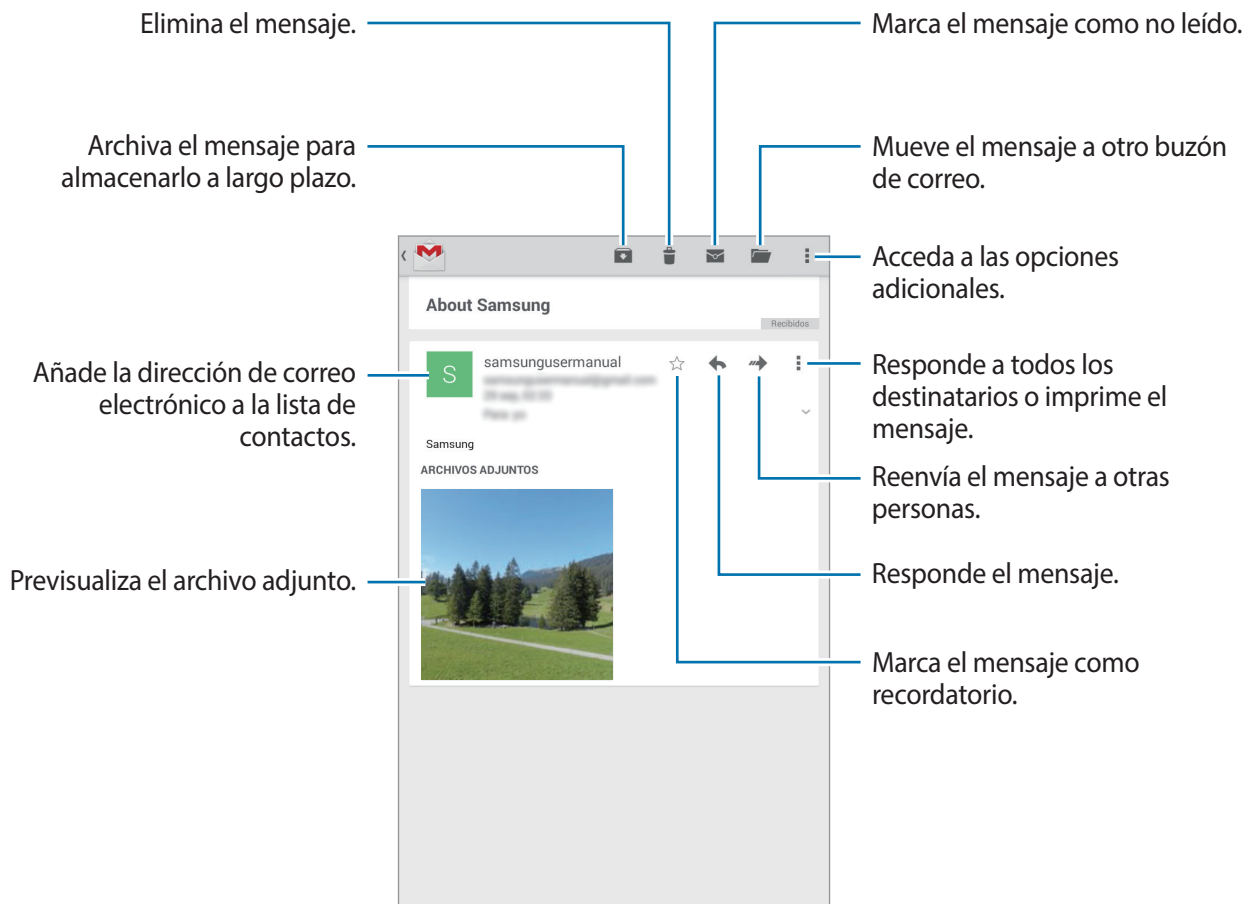 Elimina el mensaje.
Marca el mensaje como no leído.
Archiva el mensaje para
almacenarlo a largo plazo.
Mueve el mensaje a otro buzón
de correo.
Acceda a las opciones
adicionales.
About Samsung
Recibidos
Añade la dirección de correo
electrónico a la lista de
contactos.
S
samsungusermanual
Responde a todos los
destinatarios o imprime el
mensaje.
Samsung
ARCHIVOS ADJUNTOS
Reenvía el mensaje a otras
personas.
Previsualiza el archivo adjunto.
Responde el mensaje.
Marca el mensaje como
recordatorio.